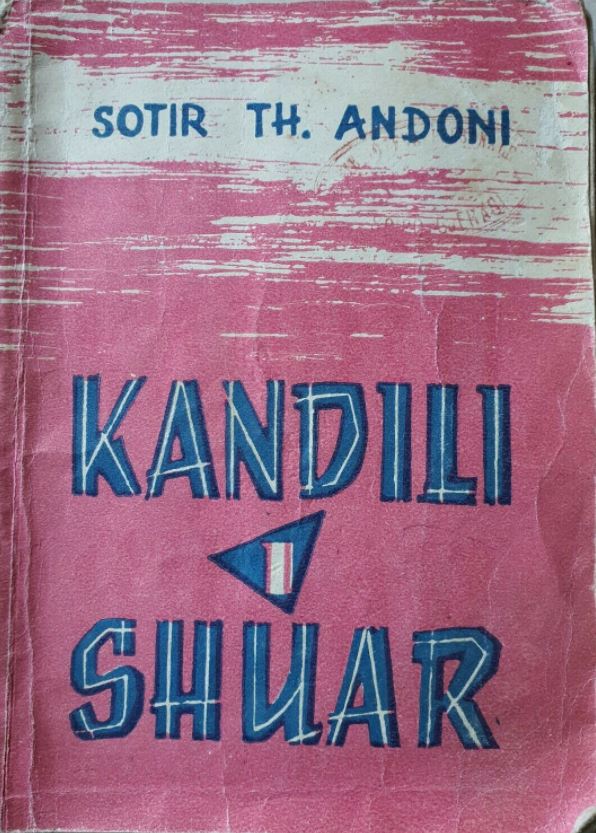 SOTIR TH. ANDONI
KANDILI
I
SHUAR